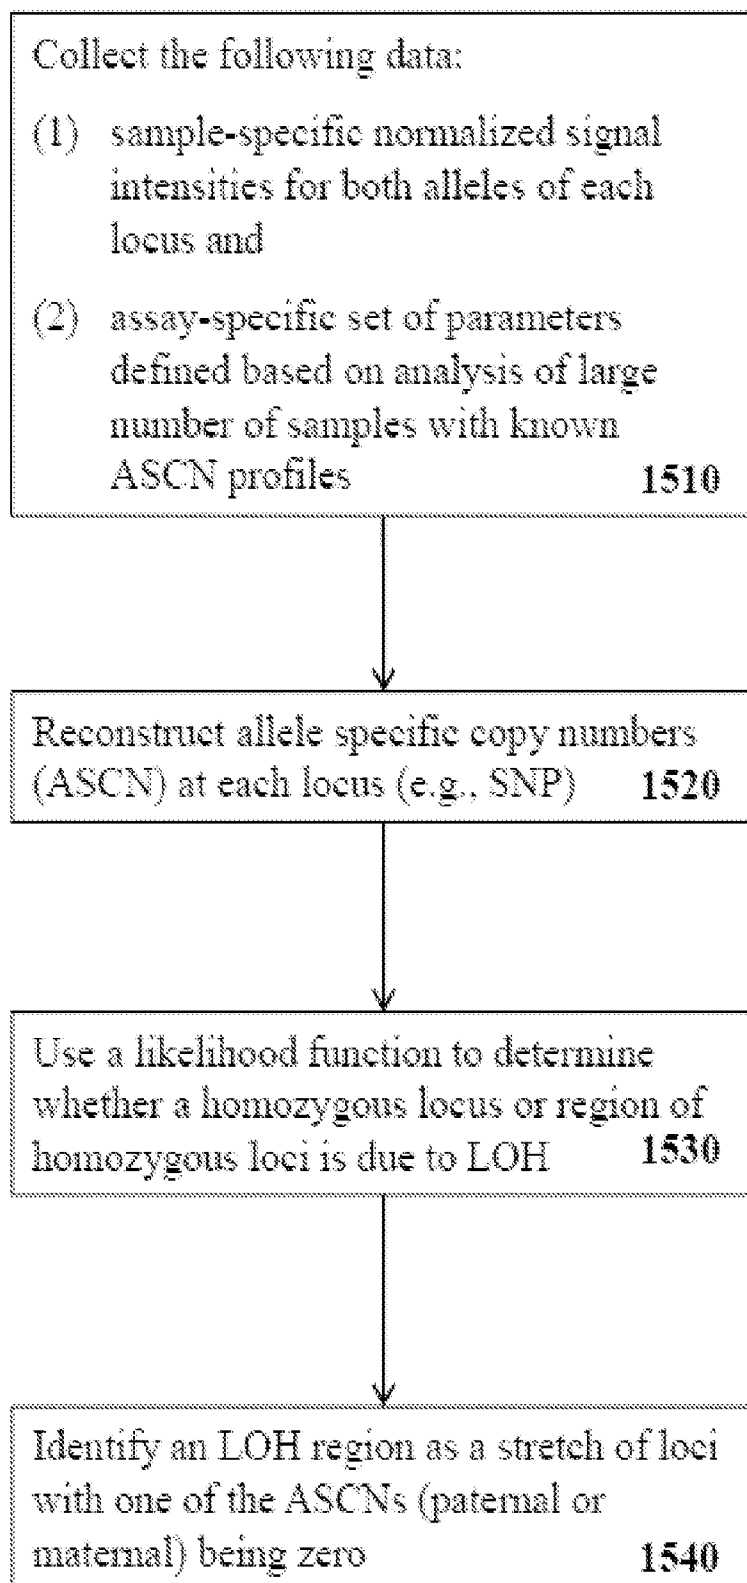 Collect the following data:
(1) sample-specific normalized signal
intensities for both alleles of each
locus and
(2) assay-specific set of parameters
defined based on analysis of large
number of samples with known
ASCN profiles 1510
Reconstruct allele specific copy numbers
(ASCN) at each locus (e.g., SNP) 1520
Use a likelihood function to determine
whether a homozygous locus or region of
homozygous loci is due to LOH 1530
Identify an LOH region as a stretch of loci
with one of the ASCNs (paternal or
maternal) being zero 1540